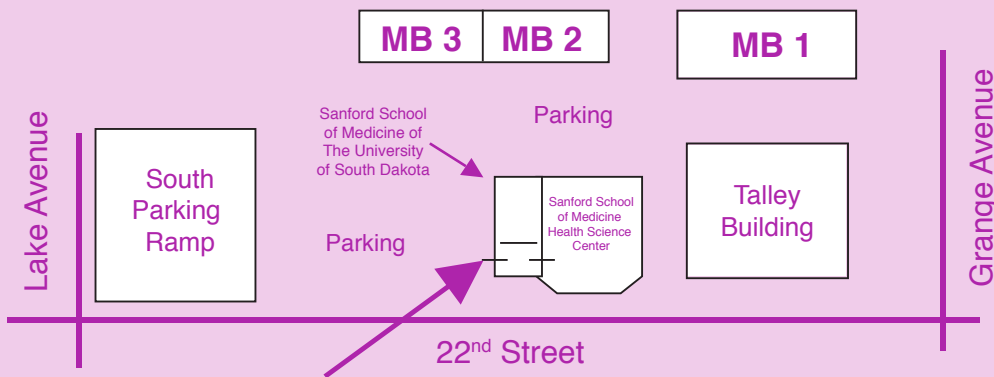 MB 3
MB 2
MB 1
Lake Avenue
Sanford School
of Medicine of
The University
of South Dakota
Parking
Grange Avenue
South
Parking
Ramp
Sanford School
of Medicine
Health Science
Center
Talley
Building
Parking
22nd Street